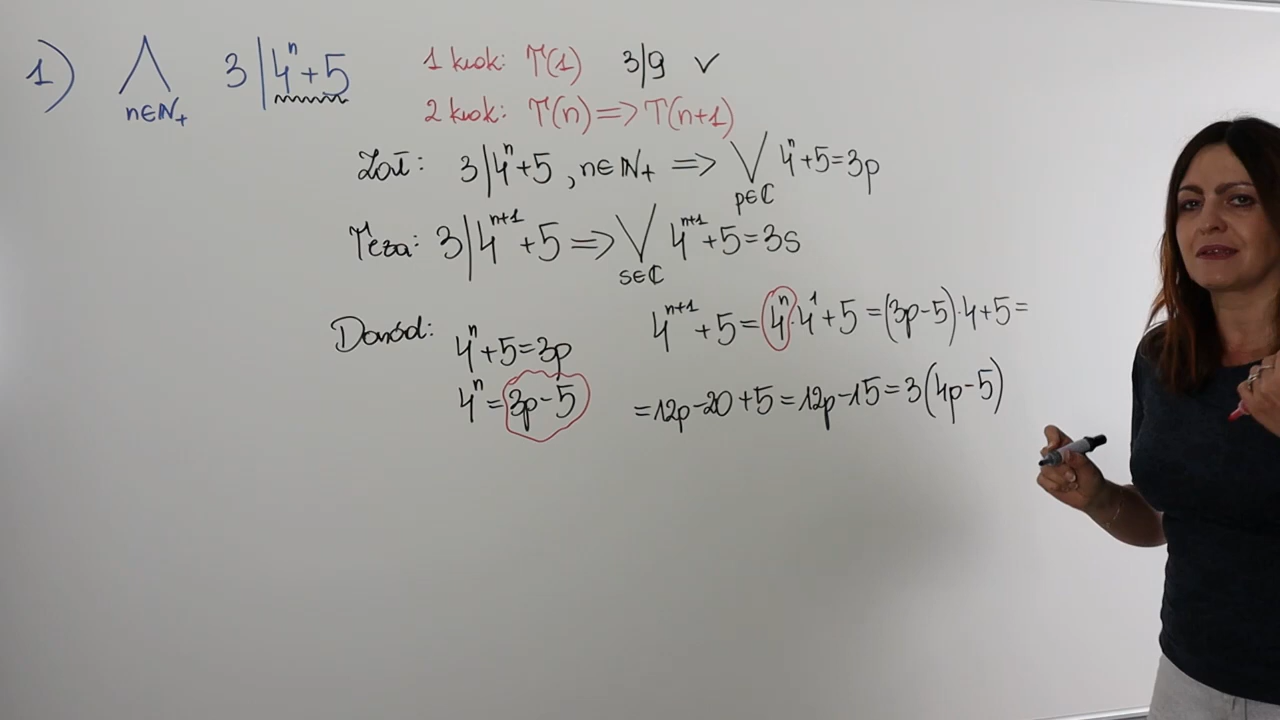 1) ⋀ 3|4ⁿ+5
n∈ℕ₊
1 krok: T(1) 3|9 ✓
2 krok: T(n) => T(n+1)
Zał: 3|4ⁿ+5, n∈ℕ₊ => ⋁ 4ⁿ+5=3p
p∈ℂ
Teza: 3|4ⁿ⁺¹+5 => ⋁ 4ⁿ⁺¹+5=3s
s∈ℂ
Dowód:
4ⁿ+5=3p
4ⁿ=3p-5
4ⁿ⁺¹+5=4ⁿ·4¹+5=(3p-5)·4+5=
=12p-20+5=12p-15=3(4p-5)